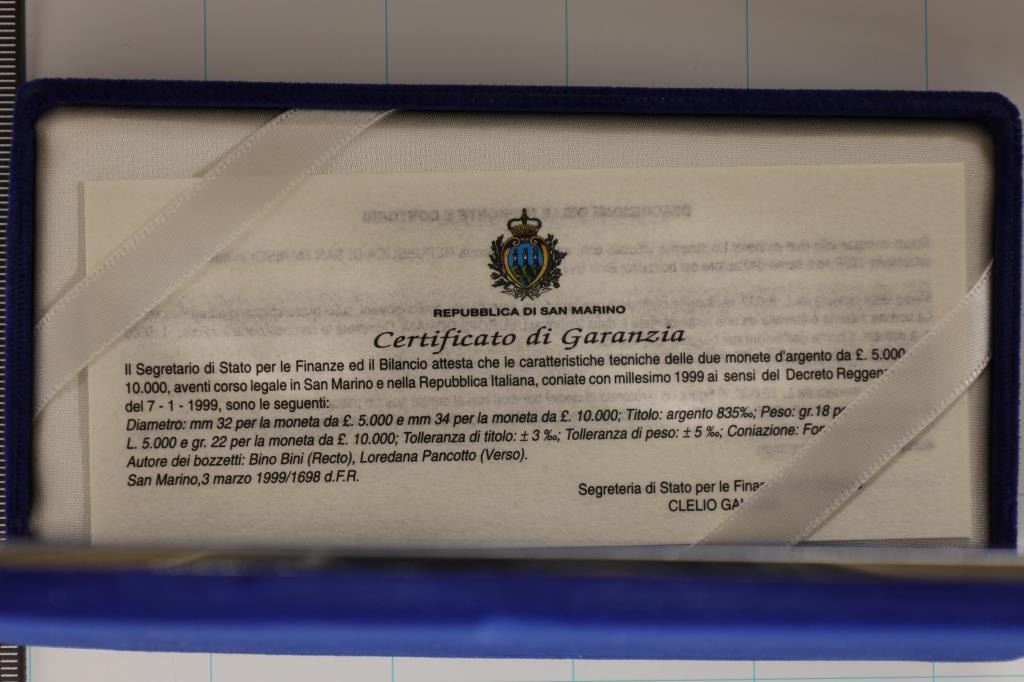 REPUBBLICA DI SAN MARINO
Certificato di Garanzia
Il Segretario di Stato per le Finanze ed il Bilancio attesta che le caratteristiche tecniche delle due monete d'argento da £. 5.000
10.000, aventi corso legale in San Marino e nella Repubblica Italiana, coniate con millesimo 1999 ai sensi del Decreto
del 7 - 1 - 1999, sono le seguenti:
Diametro: mm 32 per la moneta da £. 5.000 e mm 34 per la moneta da £. 10.000; Titolo: argento 835‰; Peso: gr.18
L. 5.000 e gr. 22 per la moneta da £. 10.000; Tolleranza di titolo: ± 3 ‰; Tolleranza di peso: ± 5 ‰; Coniazione:
Autore dei bozzetti: Bino Bini (Recto), Loredana Pancotto (Verso).
San Marino,3 marzo 1999/1698 d.F.R.
Segreteria di Stato per le
CLELIO